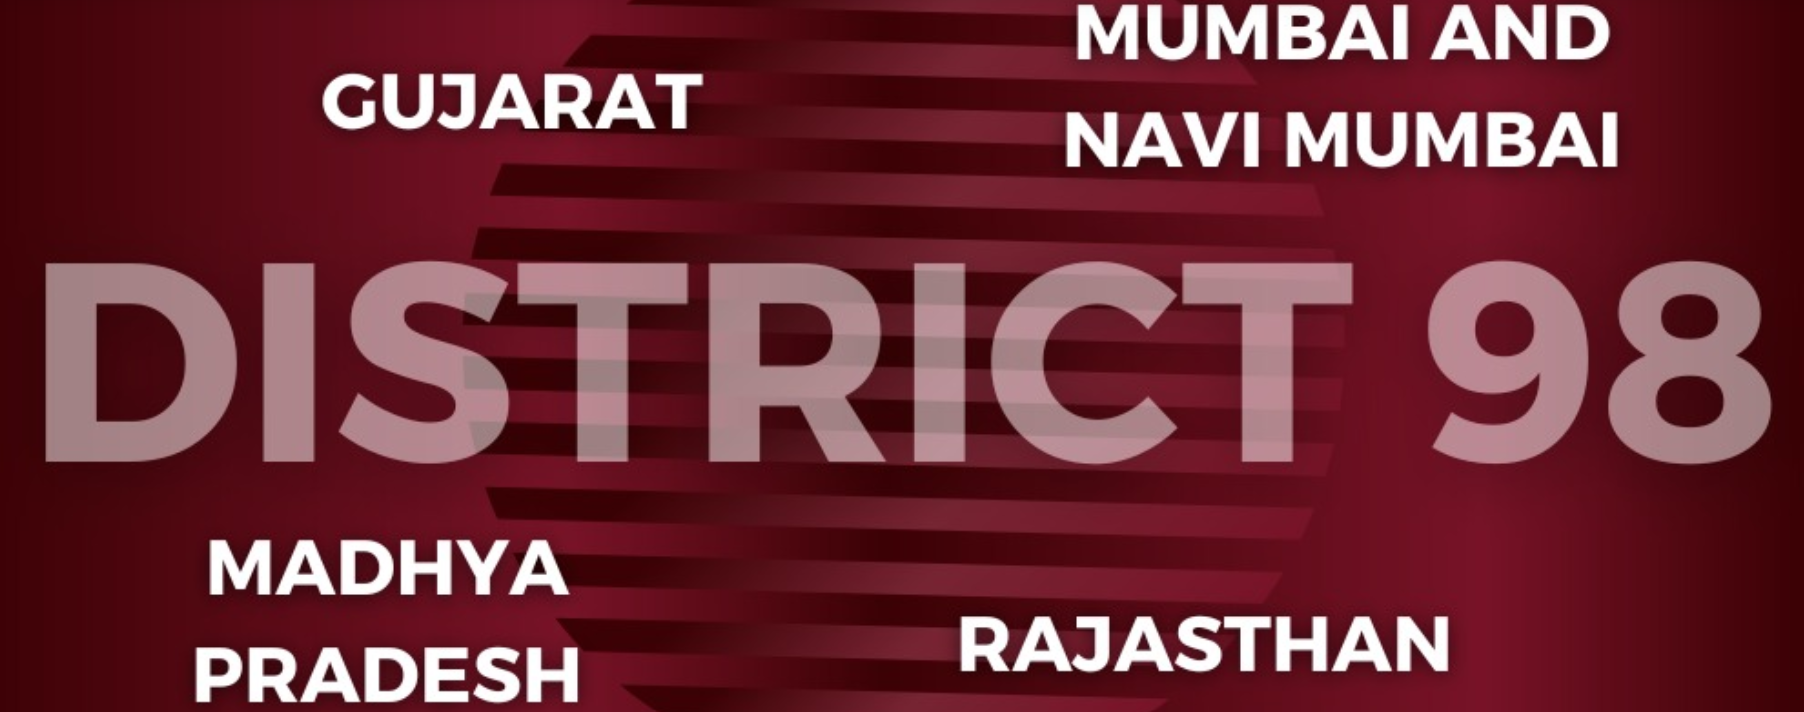 GUJARAT
MUMBAI AND
NAVI MUMBAI
DISTRICT 98
MADHYA
PRADESH
RAJASTHAN